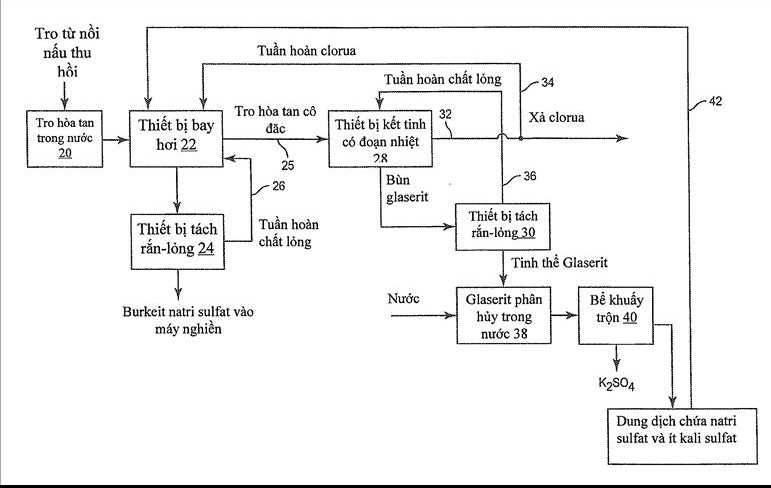 Tro từ nồi
nấu thu
hồi
Tuần hoàn clorua
Tuần hoàn chất lỏng
34
42
Tro hòa tan
trong nước
20
Thiết bị bay
hơi 22
Tro hòa tan cô
đặc
25
Thiết bị kết tinh
có đoạn nhiệt
28
32
Xả clorua
26
Bùn
glaserit
36
Thiết bị tách
rắn-lỏng 24
Tuần hoàn
chất lỏng
Thiết bị tách
rắn-lỏng 30
Tinh thể Glaserit
Burkeit natri sulfat vào
máy nghiền
Nước
Glaserit phân
hủy trong
nước 38
Bể khuấy
trộn 40
K2SO4
Dung dịch chứa natri
sulfat và ít kali sulfat